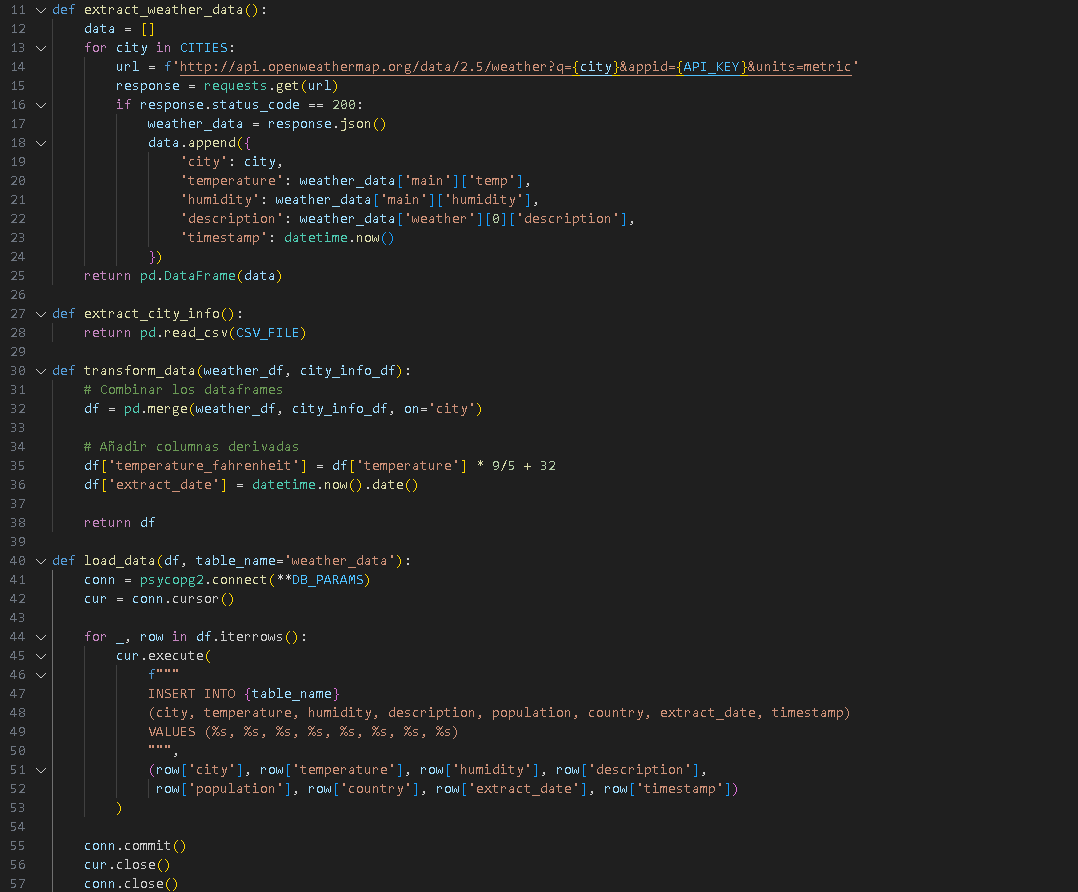 11 def extract_weather_data():
12     data = []
13     for city in CITIES:
14         url = f'http://api.openweathermap.org/data/2.5/weather?q={city}&appid={API_KEY}&units=metric'
15         response = requests.get(url)
16         if response.status_code == 200:
17             weather_data = response.json()
18             data.append({
19                 'city': city,
20                 'temperature': weather_data['main']['temp'],
21                 'humidity': weather_data['main']['humidity'],
22                 'description': weather_data['weather'][0]['description'],
23                 'timestamp': datetime.now()
24             })
25     return pd.DataFrame(data)
26
27 def extract_city_info():
28     return pd.read_csv(CSV_FILE)
29
30 def transform_data(weather_df, city_info_df):
31     # Combinar los dataframes
32     df = pd.merge(weather_df, city_info_df, on='city')
33
34     # Añadir columnas derivadas
35     df['temperature_fahrenheit'] = df['temperature'] * 9/5 + 32
36     df['extract_date'] = datetime.now().date()
37
38     return df
39
40 def load_data(df, table_name='weather_data'):
41     conn = psycopg2.connect(**DB_PARAMS)
42     cur = conn.cursor()
43
44     for _, row in df.iterrows():
45         cur.execute(
46             f"""
47             INSERT INTO {table_name}
48             (city, temperature, humidity, description, population, country, extract_date, timestamp)
49             VALUES (%s, %s, %s, %s, %s, %s, %s, %s)
50             """,
51             (row['city'], row['temperature'], row['humidity'], row['description'],
52              row['population'], row['country'], row['extract_date'], row['timestamp'])
53         )
54
55     conn.commit()
56     cur.close()
57     conn.close()